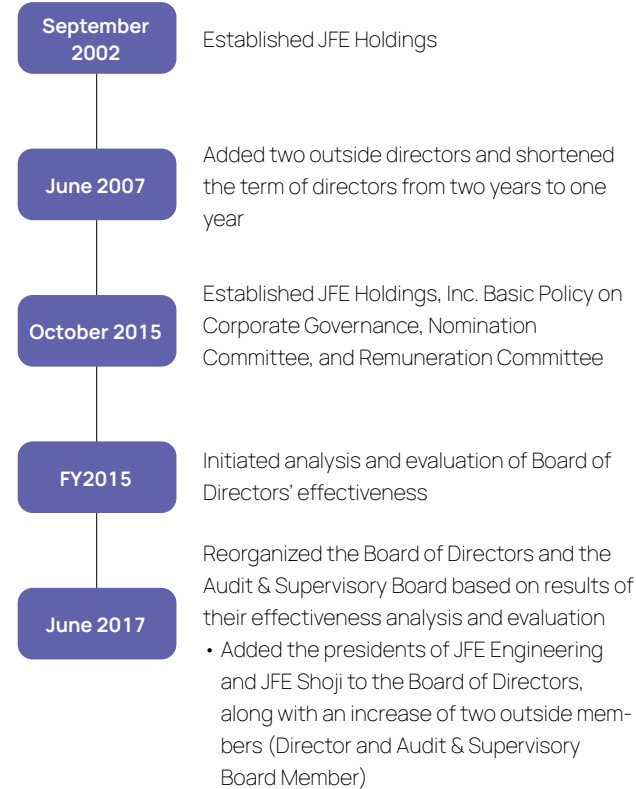 September
2002
Established JFE Holdings
June 2007
Added two outside directors and shortened
the term of directors from two years to one
year
October 2015
Established JFE Holdings, Inc. Basic Policy on
Corporate Governance, Nomination
Committee, and Remuneration Committee
FY2015
Initiated analysis and evaluation of Board of
Directors’ effectiveness
June 2017
Reorganized the Board of Directors and the
Audit & Supervisory Board based on results of
their effectiveness analysis and evaluation
• Added the presidents of JFE Engineering
and JFE Shoji to the Board of Directors,
along with an increase of two outside mem-
bers (Director and Audit & Supervisory
Board Member)